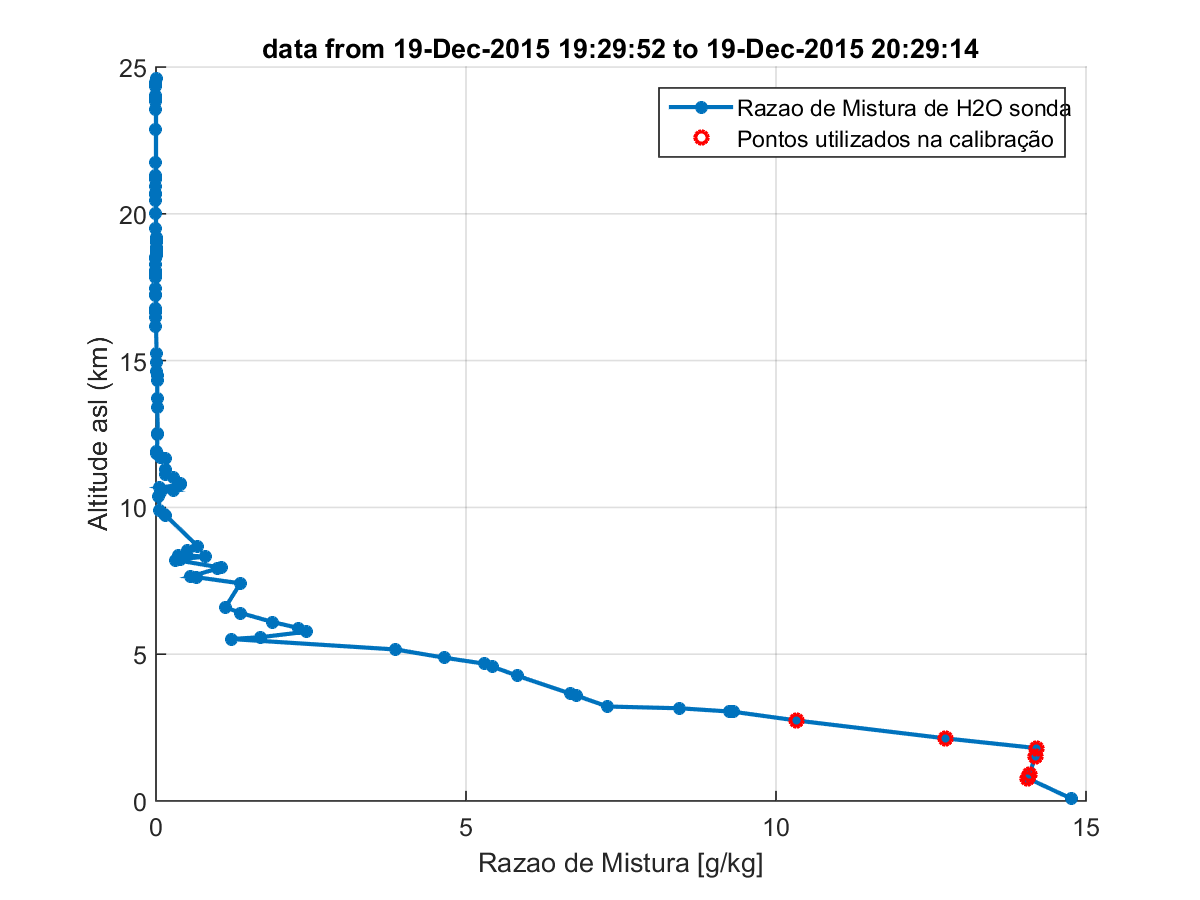 data from 19-Dec-2015 19:29:52 to 19-Dec-2015 20:29:14
25
20
15
10
5
0
Altitude asl (km)
Razao de Mistura de H2O sonda
Pontos utilizados na calibração
0 5 10 15
Razao de Mistura [g/kg]